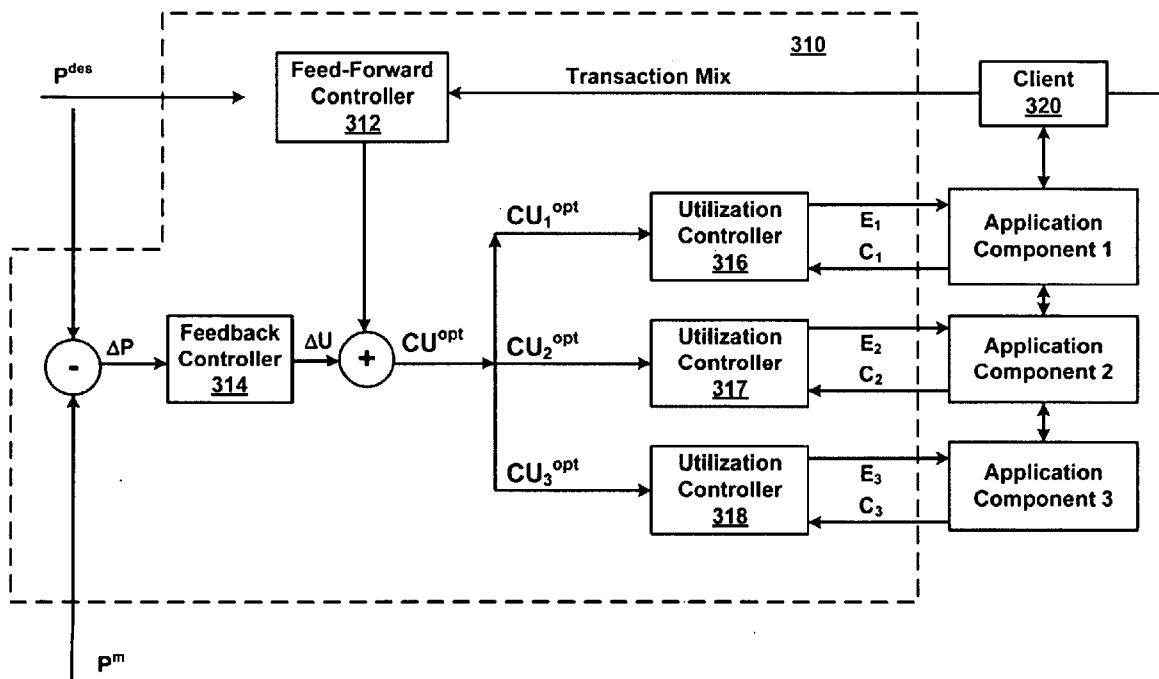 310
P^des
Feed-Forward
Controller
312
Transaction Mix
Client
320
CU₁^opt
Utilization
Controller
316
E₁
C₁
Application
Component 1
-
ΔP
Feedback
Controller
314
ΔU
+
CU^opt
CU₂^opt
Utilization
Controller
317
E₂
C₂
Application
Component 2
CU₃^opt
Utilization
Controller
318
E₃
C₃
Application
Component 3
P^m